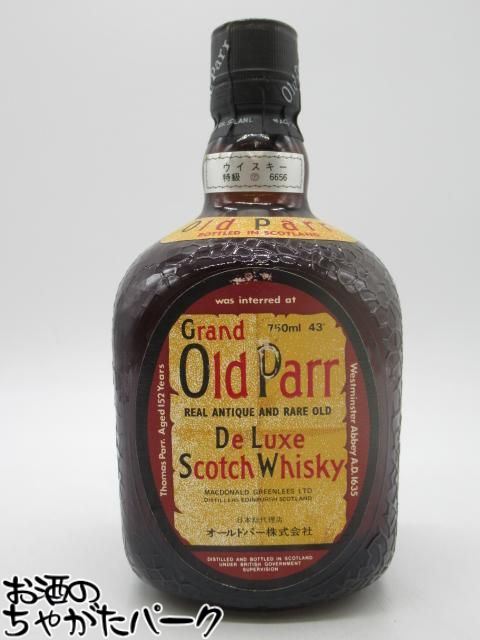 Old Parr
ウイスキー
特級 ㋐ 6656
Old Parr
BOTTLED IN SCOTLAND
was interred at
Grand 750ml 43°
Old Parr
REAL ANTIQUE AND RARE OLD
De Luxe
Scotch Whisky
MACDONALD GREENLEES LTD
DISTILLERS EDINBURGH SCOTLAND
日本総代理店
オールドパー株式会社
DISTILLED AND BOTTLED IN SCOTLAND
UNDER BRITISH GOVERNMENT
SUPERVISION
Thomas Parr. Aged 152 Years
Westminster Abbey A.D. 1635
お酒の
ちゃがたパーク